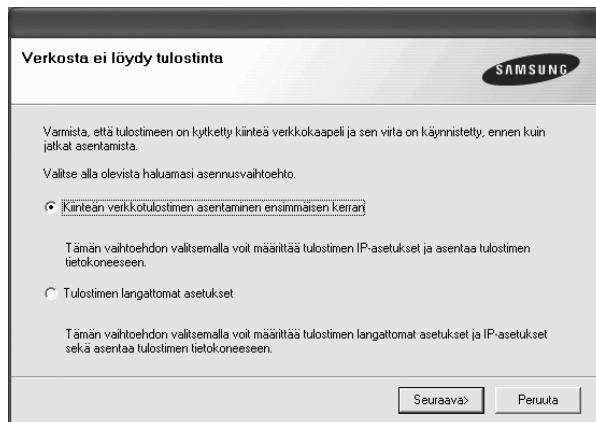 Verkosta ei löydy tulostinta
SAMSUNG
Varmista, että tulostimeen on kytketty kiinteä verkkokaapeli ja sen virta on käynnistetty, ennen kuin
jatkat asentamista.
Valitse alla olevista haluamasi asennusvaihtoehto.
Kiinteän verkkotulostimen asentaminen ensimmäisen kerran
Tämän vaihtoehdon valitsemalla voit määrittää tulostimen IP-asetukset ja asentaa tulostimen
tietokoneeseen.
Tulostimen langattomat asetukset
Tämän vaihtoehdon valitsemalla voit määrittää tulostimen langattomat asetukset ja IP-asetukset
sekä asentaa tulostimen tietokoneeseen.
Seuraava> Peruuta